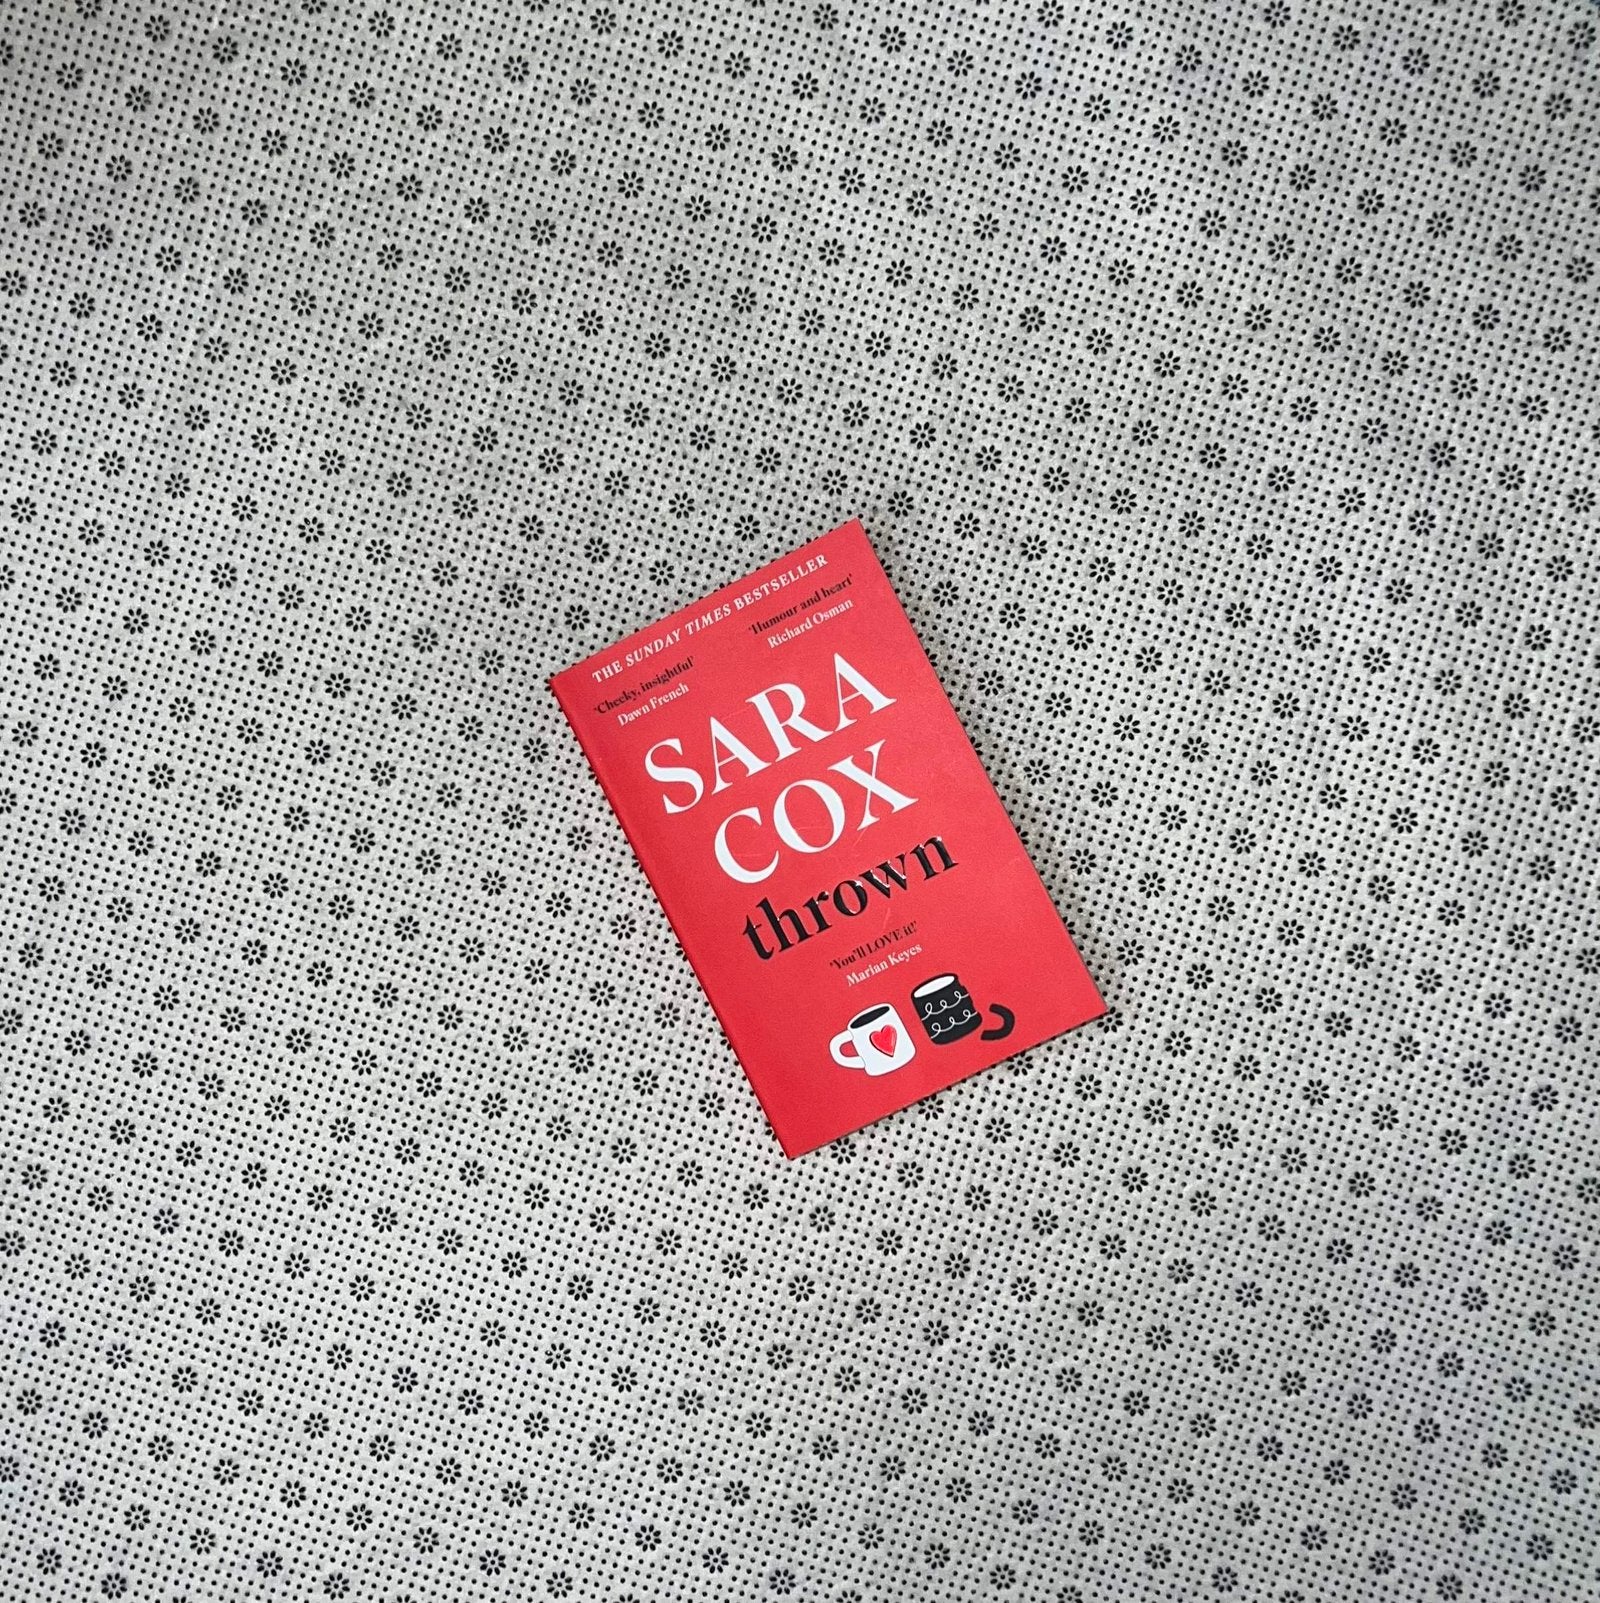 THE SUNDAY TIMES BESTSELLER
'Cheeky, insightful'
Dawn French
'Humour and heart'
Richard Osman
SARA
COX
thrown
'You'll LOVE it!'
Marian Keyes